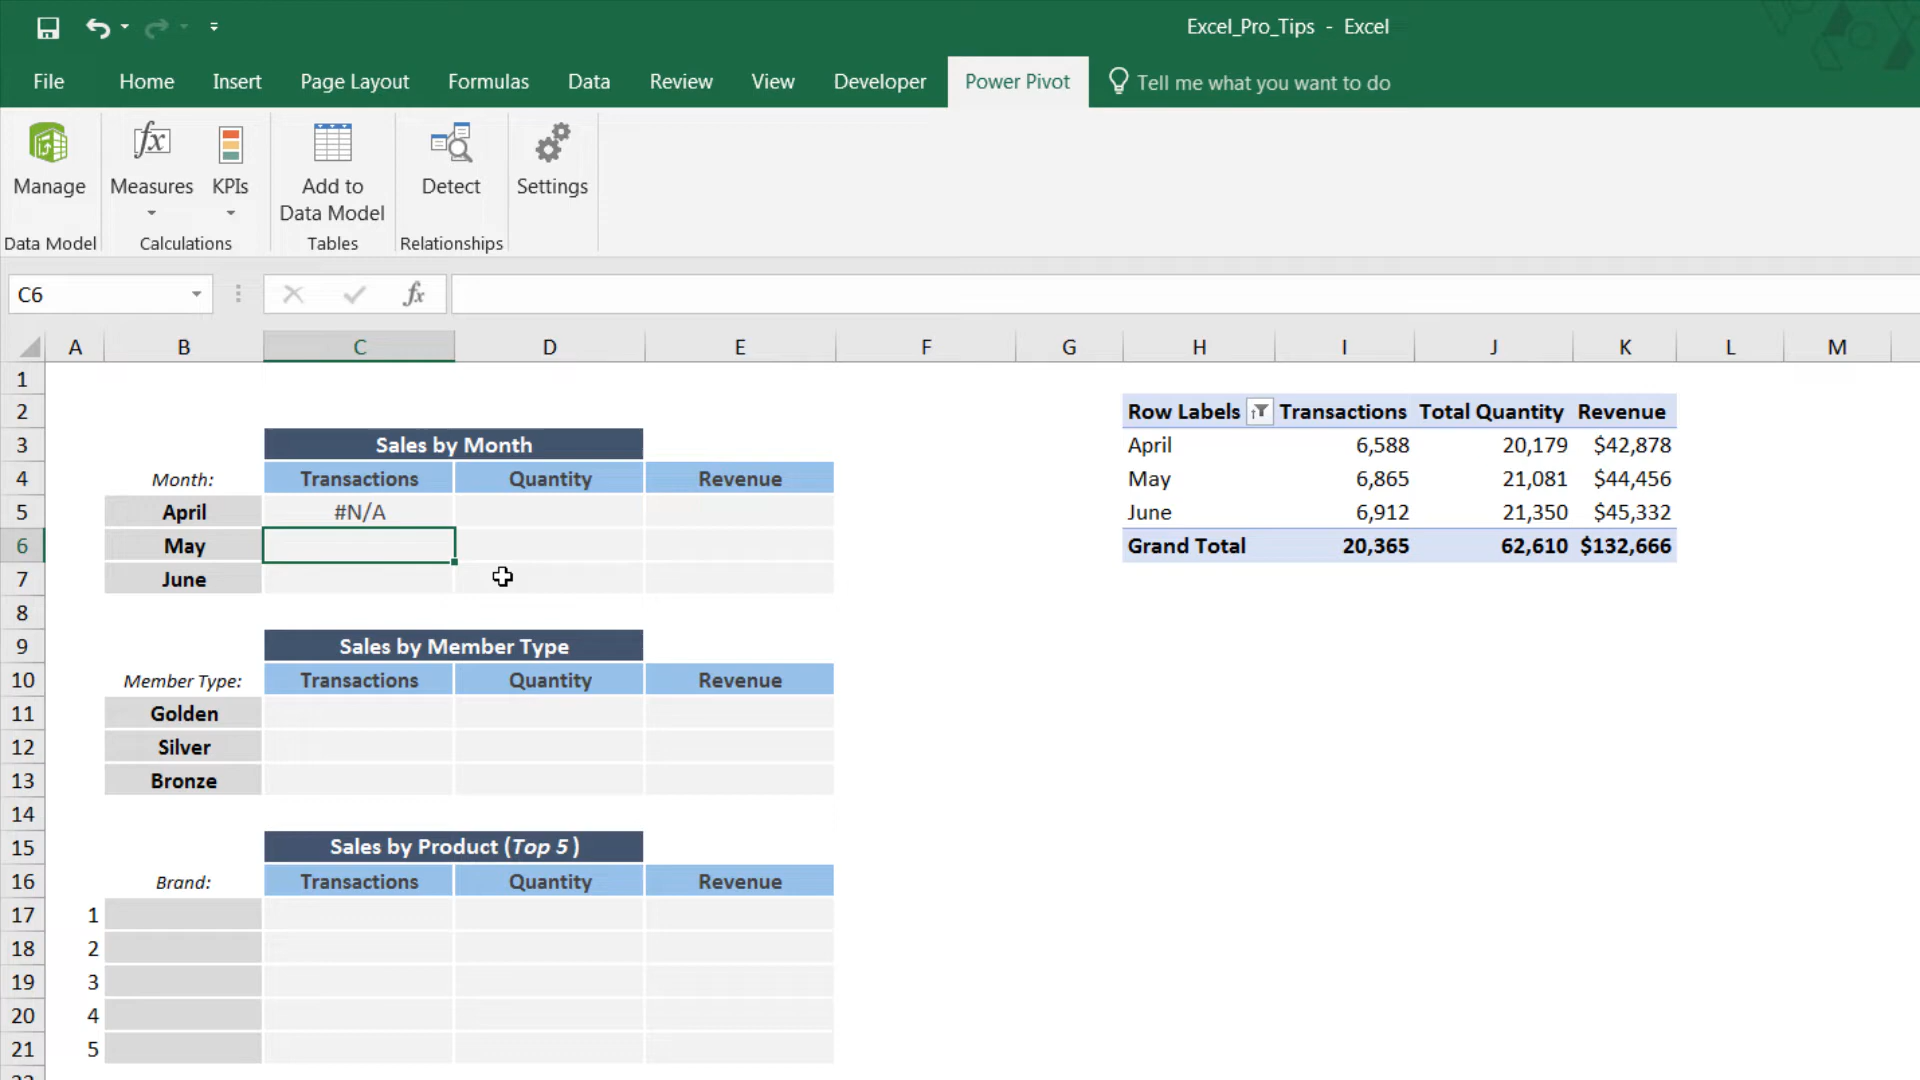 Excel_Pro_Tips - Excel
File Home Insert Page Layout Formulas Data Review View Developer Power Pivot Tell me what you want to do
Manage Measures KPIs Add to Data Model Detect Settings
Data Model Calculations Tables Relationships
C6 fx
A B C D E F G H I J K L M
1
2 Row Labels Transactions Total Quantity Revenue
3 Sales by Month April 6,588 20,179 $42,878
4 Month: Transactions Quantity Revenue May 6,865 21,081 $44,456
5 April #N/A June 6,912 21,350 $45,332
6 May Grand Total 20,365 62,610 $132,666
7 June
8
9 Sales by Member Type
10 Member Type: Transactions Quantity Revenue
11 Golden
12 Silver
13 Bronze
14
15 Sales by Product (Top 5 )
16 Brand: Transactions Quantity Revenue
17 1
18 2
19 3
20 4
21 5